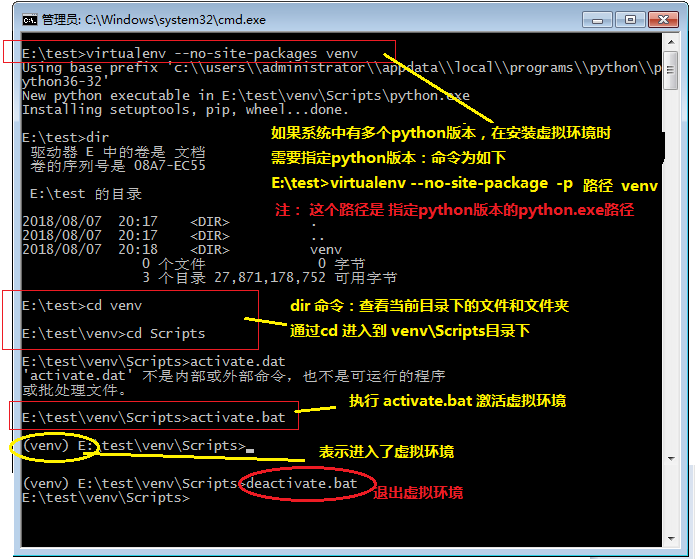 管理员: C:\Windows\system32\cmd.exe
E:\test>virtualenv --no-site-packages venv
Using base prefix 'c:\\users\\administrator\\appdata\\local\\programs\\python\\p
ython36-32'
New python executable in E:\test\venv\Scripts\python.exe
Installing setuptools, pip, wheel...done.
如果系统中有多个python版本，在安装虚拟环境时
需要指定python版本：命令为如下
E:\test>virtualenv --no-site-package -p 路径 venv
注： 这个路径是 指定python版本的python.exe路径
E:\test>dir
驱动器 E 中的卷是 文档
卷的序列号是 08A7-EC55
E:\test 的目录
2018/08/07 20:17 <DIR> .
2018/08/07 20:17 <DIR> ..
2018/08/07 20:18 <DIR> venv
0 个文件 0 字节
3 个目录 27,871,178,752 可用字节
E:\test>cd venv
dir 命令：查看当前目录下的文件和文件夹
通过cd 进入到 venv\Scripts目录下
E:\test\venv>cd Scripts
E:\test\venv\Scripts>activate.dat
'activate.dat' 不是内部或外部命令，也不是可运行的程序
或批处理文件。
执行 activate.bat 激活虚拟环境
E:\test\venv\Scripts>activate.bat
(venv) E:\test\venv\Scripts>_
表示进入了虚拟环境
(venv) E:\test\venv\Scripts>deactivate.bat
退出虚拟环境
E:\test\venv\Scripts>